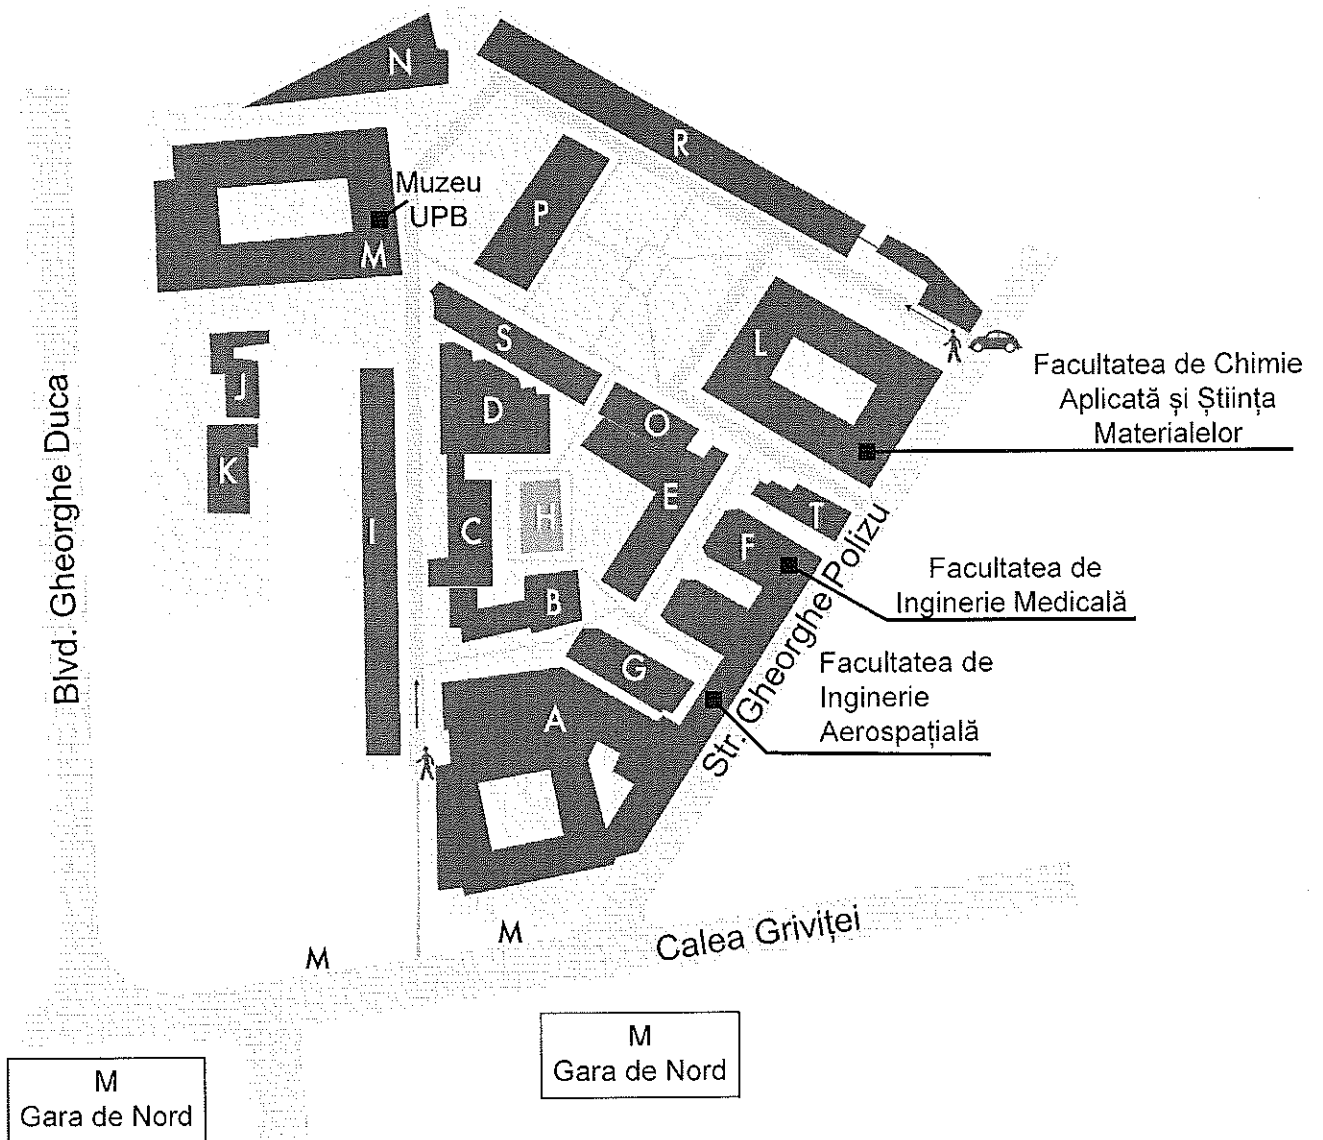 N
R
P
Muzeu
UPB
M
S
L
J
D
O
K
I
C
H
E
T
F
B
G
A
Facultatea de Chimie
Aplicată și Știința
Materialelor
Facultatea de
Inginerie Medicală
Facultatea de
Inginerie
Aerospațială
Blvd. Gheorghe Duca
Str. Gheorghe Polizu
Calea Griviței
M
M
M
Gara de Nord
M
Gara de Nord